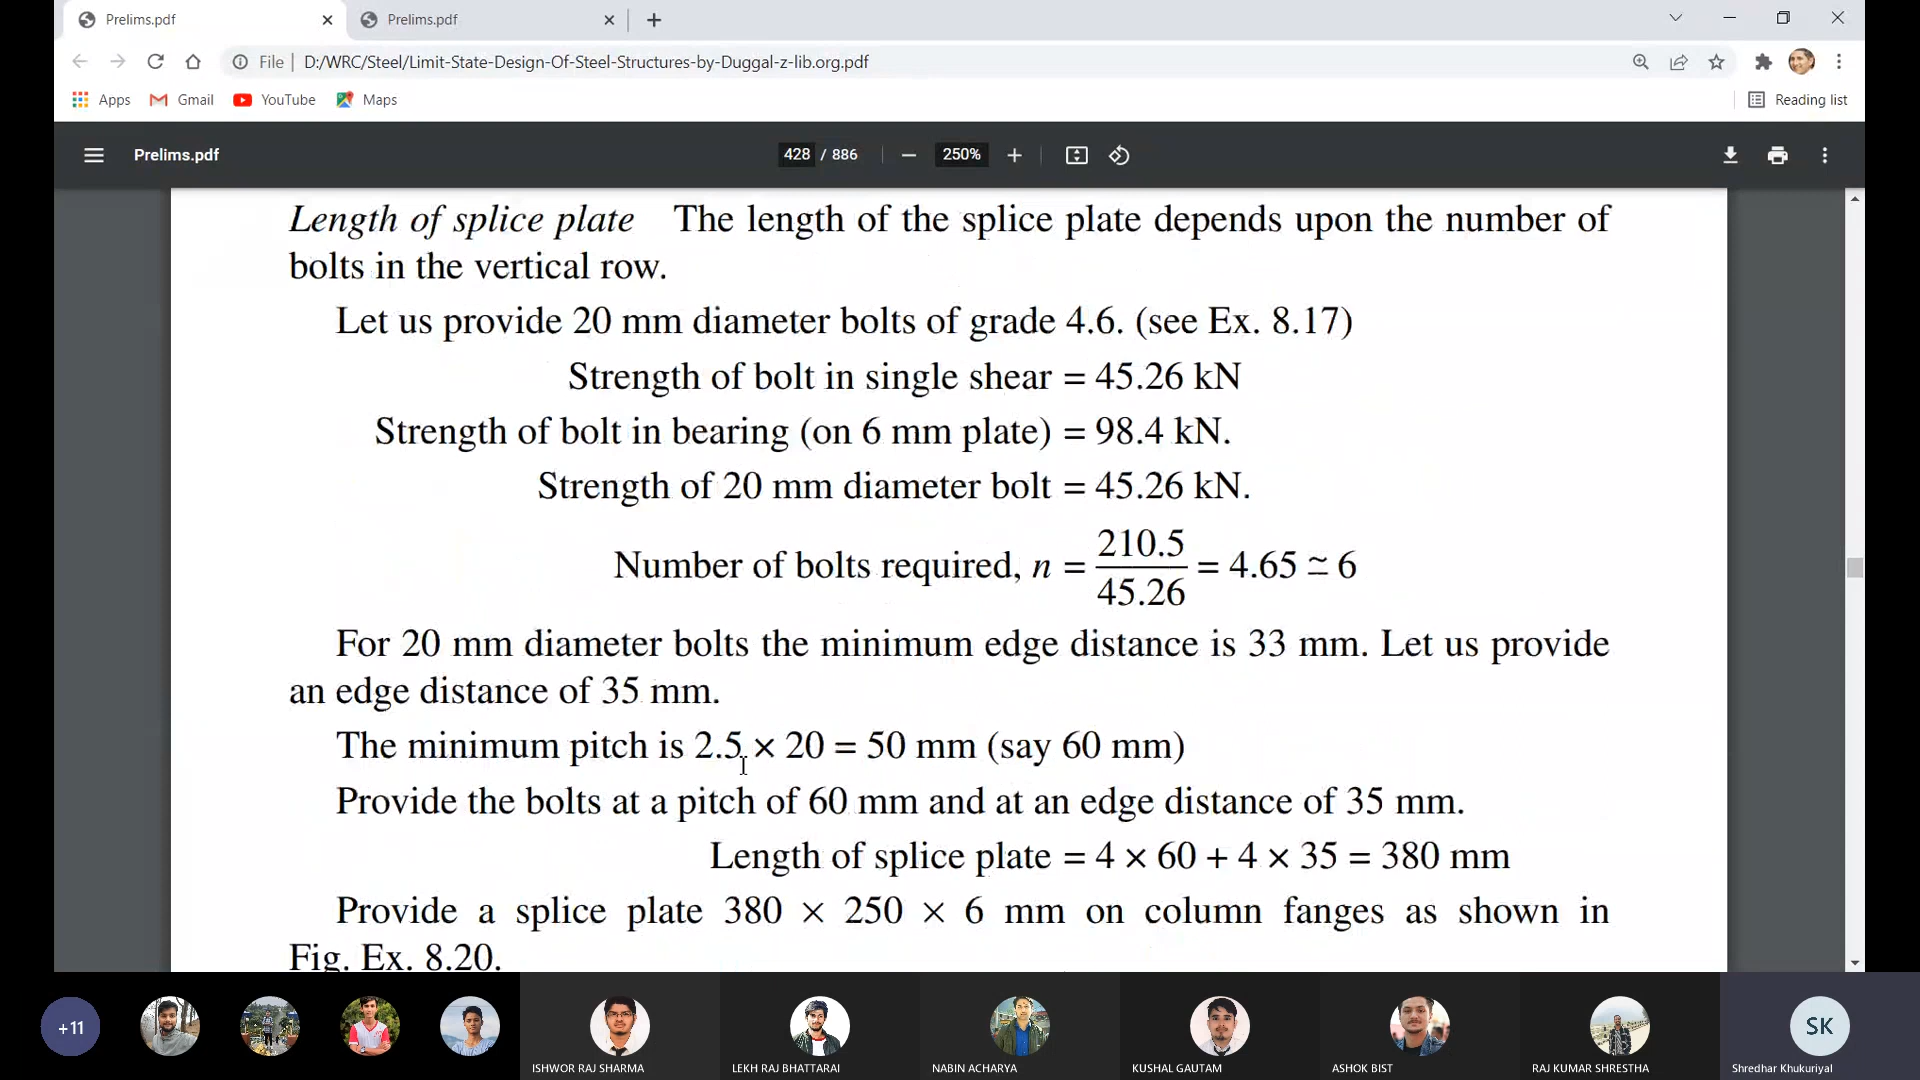 Prelims.pdf
Prelims.pdf
File | D:/WRC/Steel/Limit-State-Design-Of-Steel-Structures-by-Duggal-z-lib.org.pdf
Apps Gmail YouTube Maps Reading list
Prelims.pdf 428 / 886 250%
Length of splice plate The length of the splice plate depends upon the number of
bolts in the vertical row.
Let us provide 20 mm diameter bolts of grade 4.6. (see Ex. 8.17)
Strength of bolt in single shear = 45.26 kN
Strength of bolt in bearing (on 6 mm plate) = 98.4 kN.
Strength of 20 mm diameter bolt = 45.26 kN.
Number of bolts required, n = 210.5/45.26 = 4.65 ≃ 6
For 20 mm diameter bolts the minimum edge distance is 33 mm. Let us provide
an edge distance of 35 mm.
The minimum pitch is 2.5 × 20 = 50 mm (say 60 mm)
Provide the bolts at a pitch of 60 mm and at an edge distance of 35 mm.
Length of splice plate = 4 × 60 + 4 × 35 = 380 mm
Provide a splice plate 380 × 250 × 6 mm on column fanges as shown in
Fig. Ex. 8.20.
+11 SK
ISHWOR RAJ SHARMA LEKH RAJ BHATTARAI NABIN ACHARYA KUSHAL GAUTAM ASHOK BIST RAJ KUMAR SHRESTHA Shredhar Khukuriyal